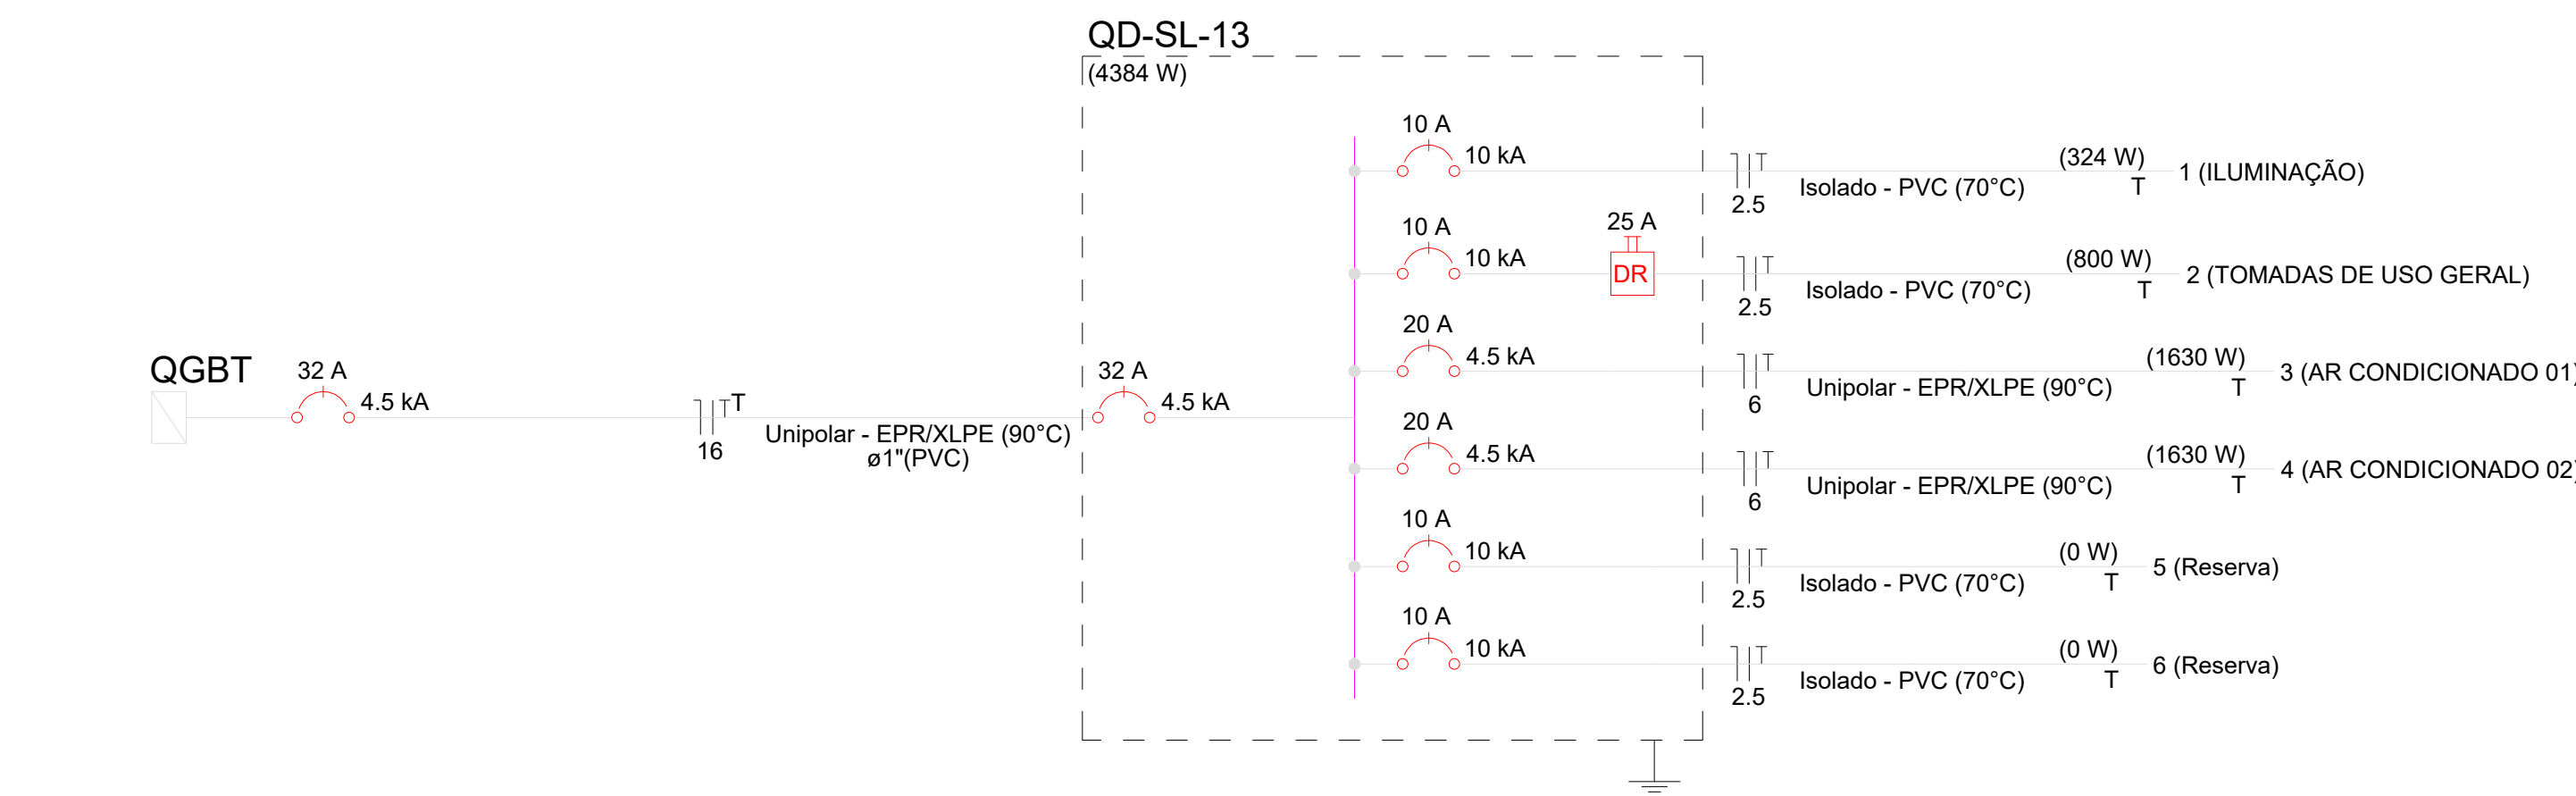 QD-SL-13
(4384 W)
10 A
10 kA
2.5
Isolado - PVC (70°C)
(324 W)
T
1 (ILUMINAÇÃO)
10 A
10 kA
25 A
DR
2.5
Isolado - PVC (70°C)
(800 W)
T
2 (TOMADAS DE USO GERAL)
20 A
4.5 kA
6
Unipolar - EPR/XLPE (90°C)
(1630 W)
T
3 (AR CONDICIONADO 01)
QGBT
32 A
4.5 kA
T
16
Unipolar - EPR/XLPE (90°C)
ø1"(PVC)
32 A
4.5 kA
20 A
4.5 kA
6
Unipolar - EPR/XLPE (90°C)
(1630 W)
T
4 (AR CONDICIONADO 02)
10 A
10 kA
2.5
Isolado - PVC (70°C)
(0 W)
T
5 (Reserva)
10 A
10 kA
2.5
Isolado - PVC (70°C)
(0 W)
T
6 (Reserva)